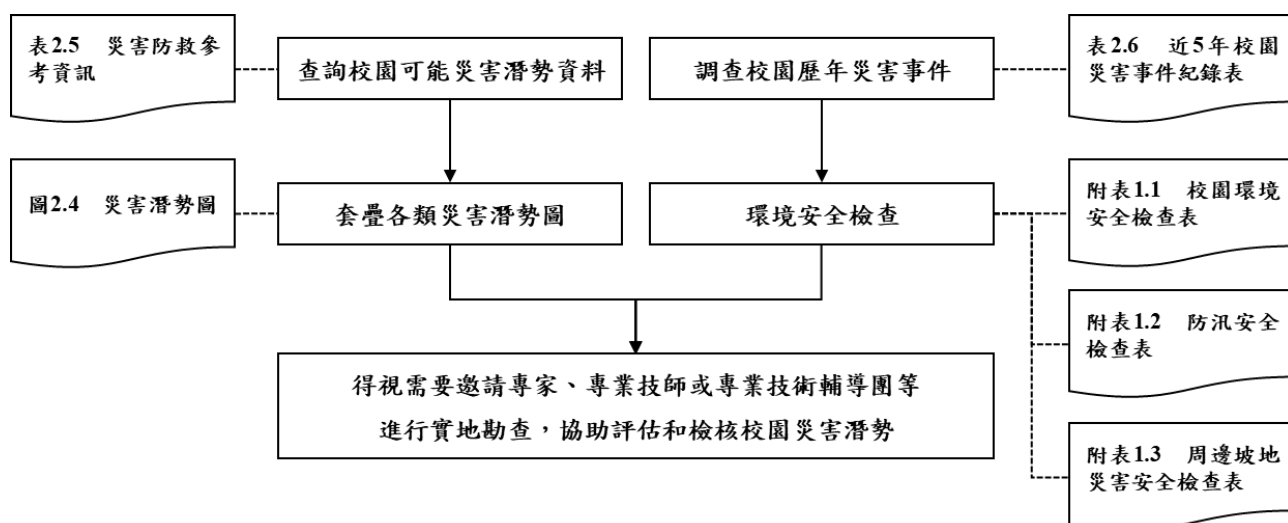 表2.5 災害防救參
考資訊
查詢校園可能災害潛勢資料
調查校園歷年災害事件
表2.6 近5年校園
災害事件紀錄表
圖2.4 災害潛勢圖
套疊各類災害潛勢圖
環境安全檢查
附表1.1 校園環境
安全檢查表
附表1.2 防汛安全
檢查表
得視需要邀請專家、專業技師或專業技術輔導團等
進行實地勘查,協助評估和檢核校園災害潛勢
附表1.3 周邊坡地
災害安全檢查表